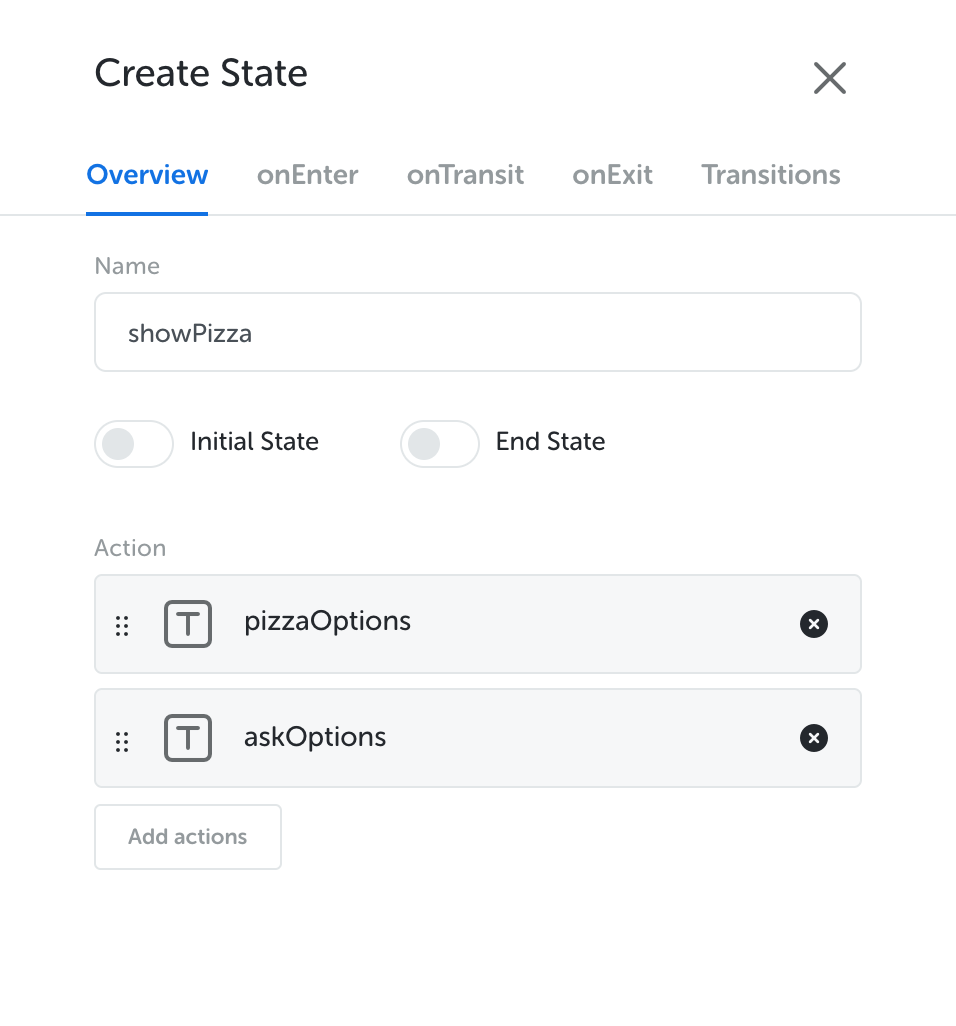 Create State
Overview onEnter onTransit onExit Transitions
Name
showPizza
Initial State End State
Action
T pizzaOptions
T askOptions
Add actions